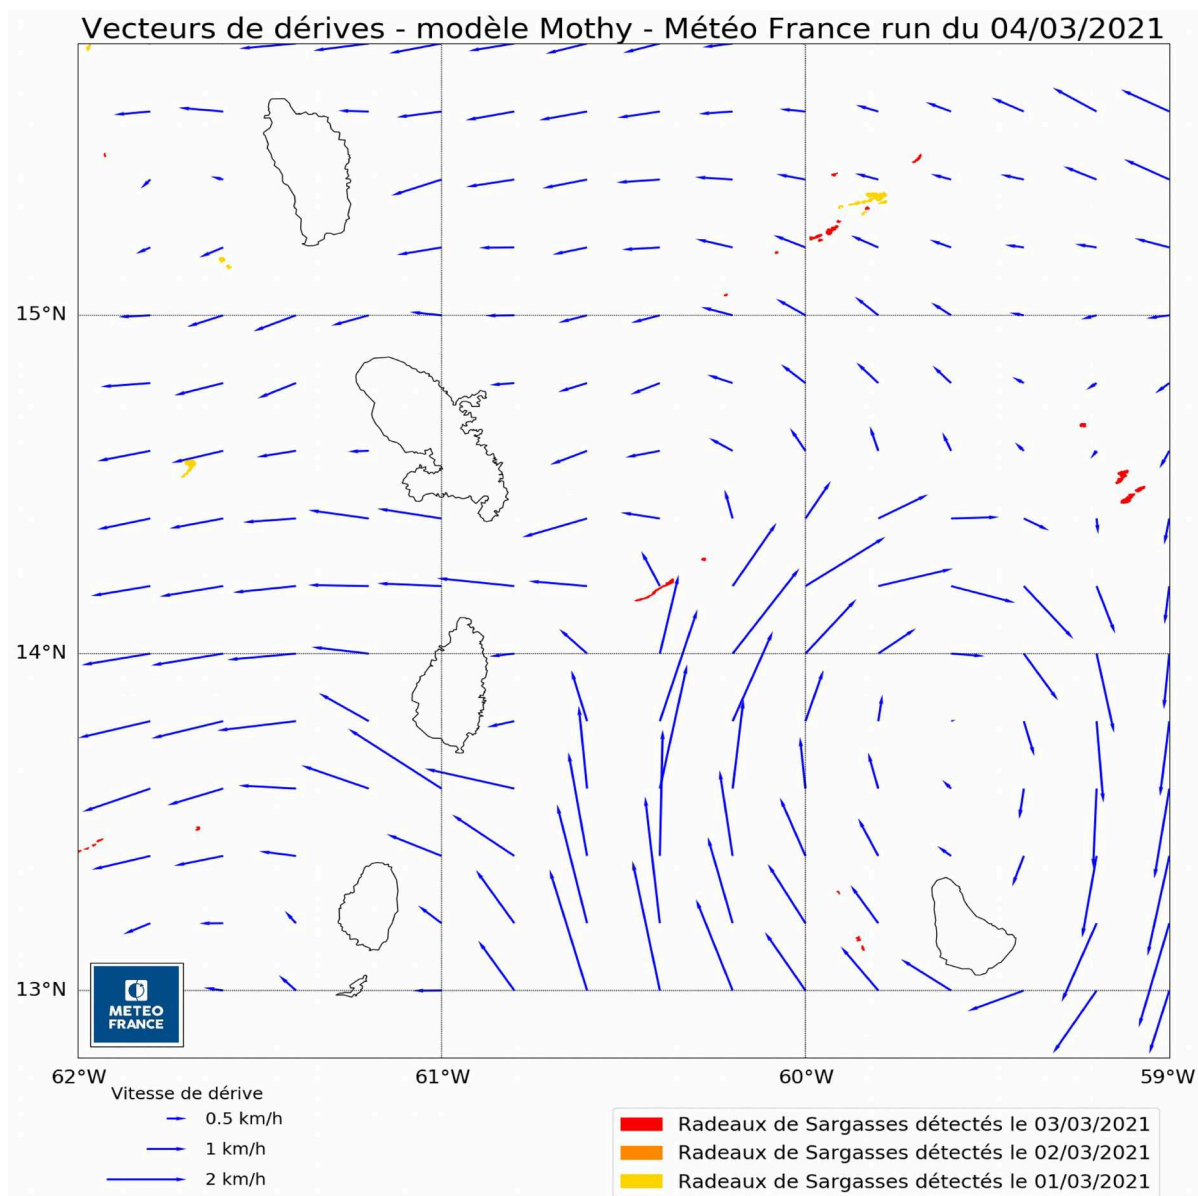 Vecteurs de dérives - modèle Mothy - Météo France run du 04/03/2021
15°N
14°N
13°N
METEO
FRANCE
62°W
61°W
60°W
59°W
Vitesse de dérive
0.5 km/h
1 km/h
2 km/h
Radeaux de Sargasses détectés le 03/03/2021
Radeaux de Sargasses détectés le 02/03/2021
Radeaux de Sargasses détectés le 01/03/2021